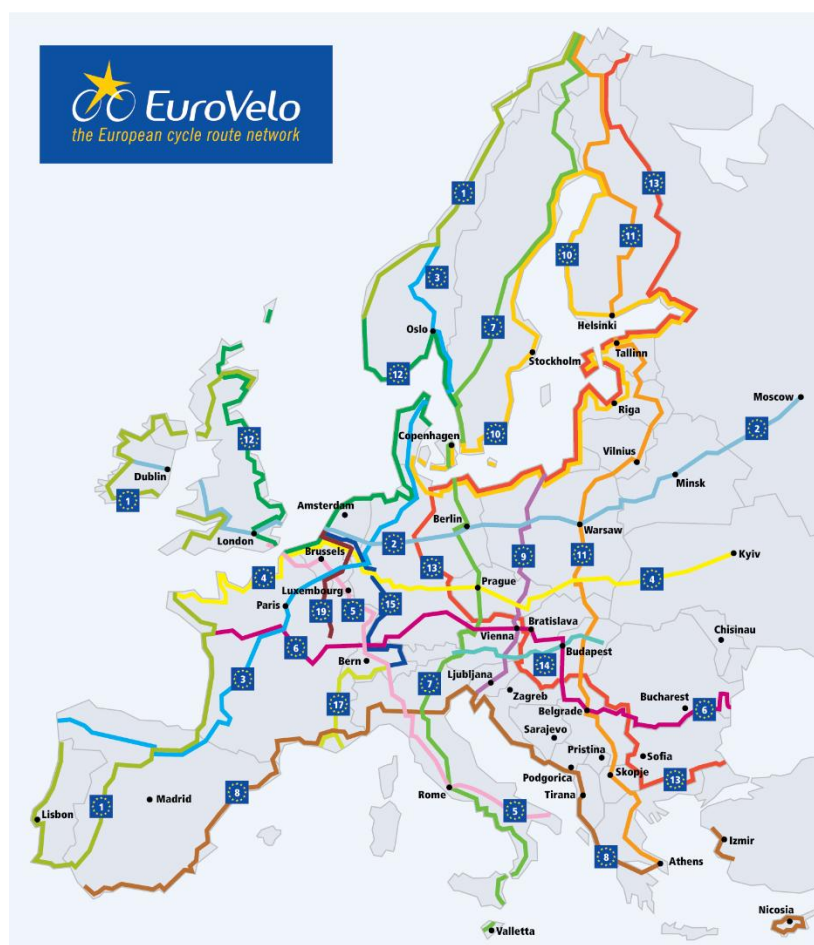 EuroVelo
the European cycle route network
1
13
3
10
11
Oslo
7
Helsinki
Stockholm
Tallinn
12
Moscow
Riga
10
2
12
Copenhagen
Vilnius
Dublin
Minsk
1
Amsterdam
Berlin
London
2
Warsaw
Brussels
9
11
Kyiv
4
13
4
Luxembourg
Prague
Paris
19
5
15
Bratislava
6
Vienna
Chisinau
Bern
Budapest
3
7
Ljubljana
14
17
Zagreb
Bucharest
6
Belgrade
Sarajevo
Pristina
Sofia
8
Podgorica
Skopje
13
1
Madrid
Rome
Tirana
Lisbon
5
Izmir
8
Athens
Nicosia
Valletta